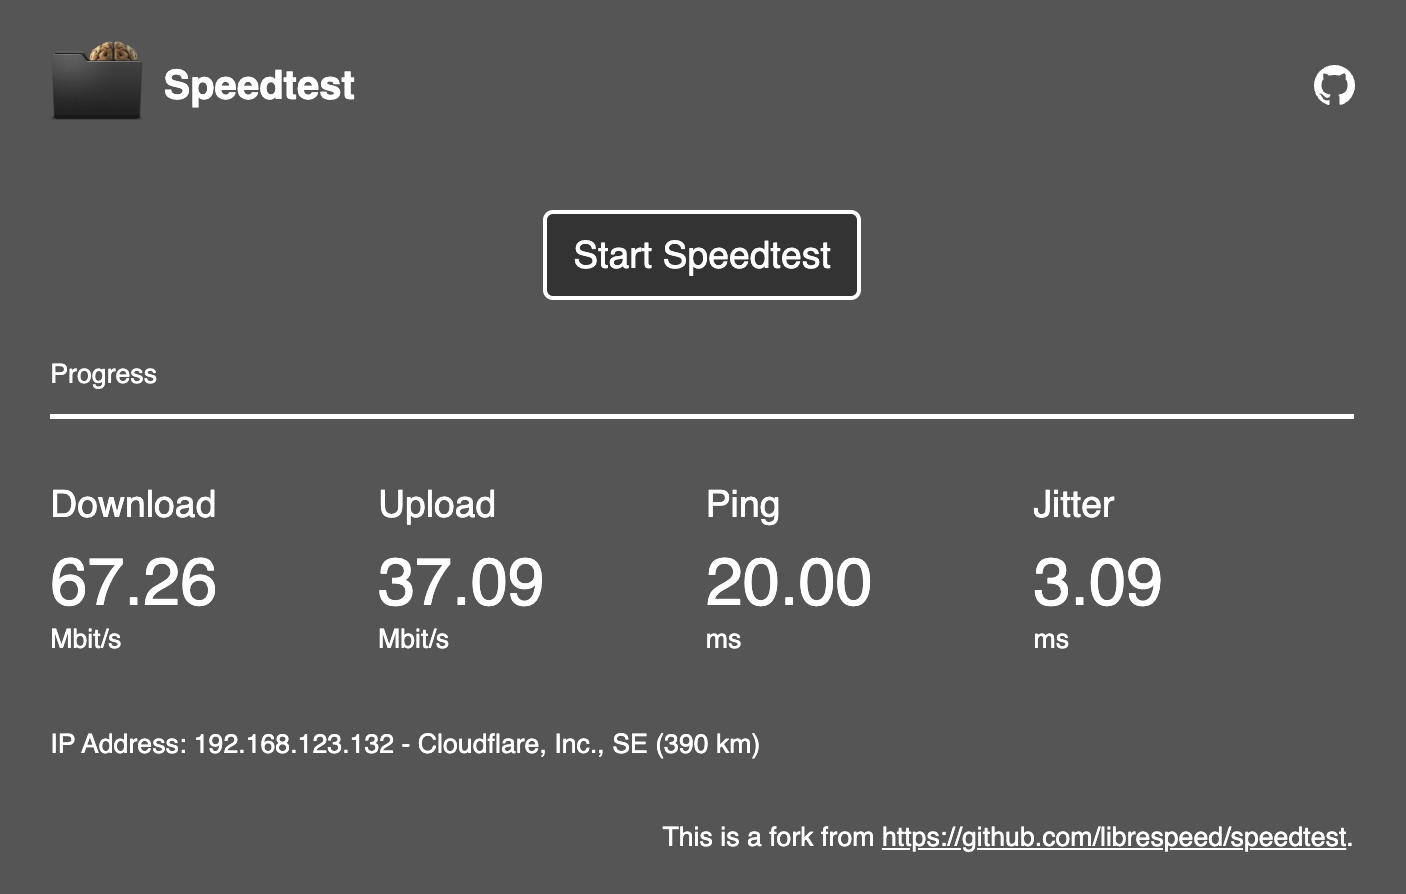 Speedtest
Start Speedtest
Progress
Download Upload Ping Jitter
67.26 37.09 20.00 3.09
Mbit/s Mbit/s ms ms
IP Address: 192.168.123.132 - Cloudflare, Inc., SE (390 km)
This is a fork from https://github.com/librespeed/speedtest.